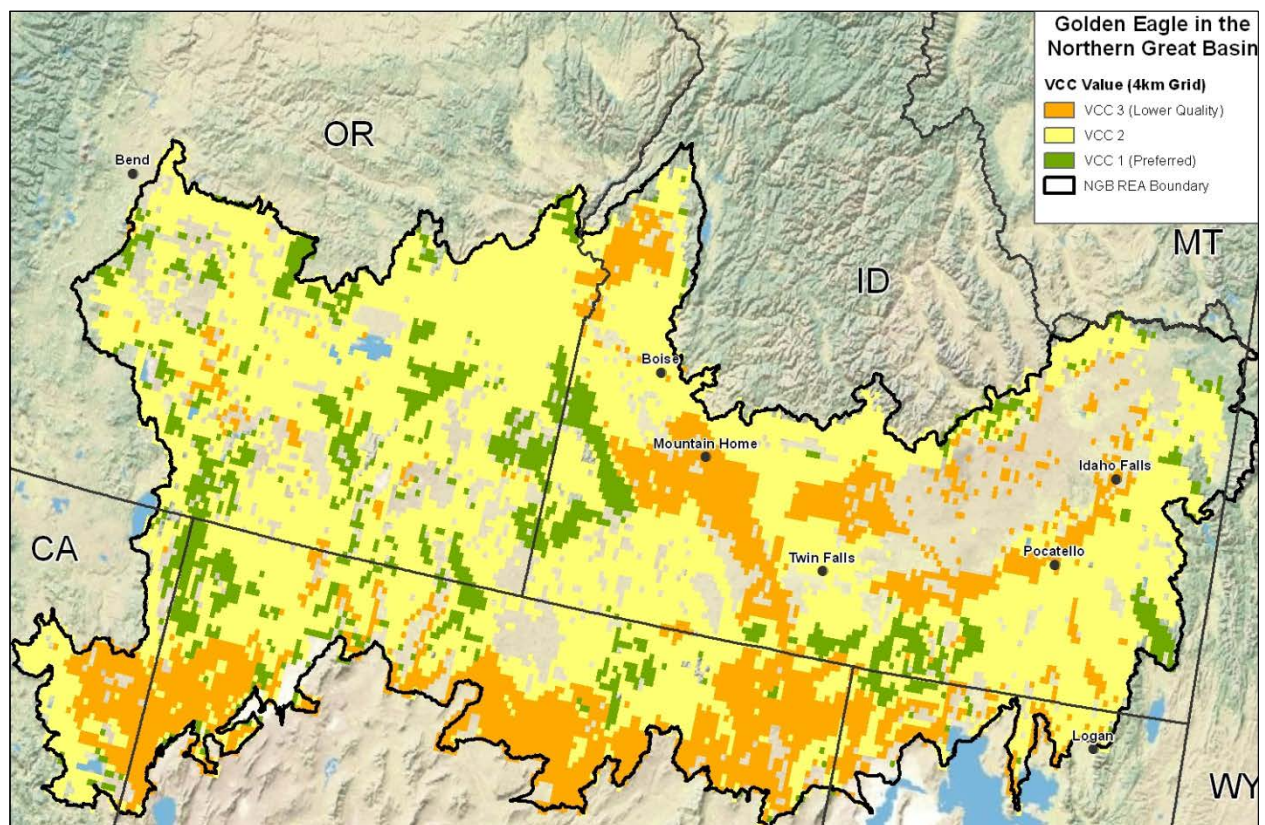 Golden Eagle in the
Northern Great Basin
VCC Value (4km Grid)
VCC 3 (Lower Quality)
VCC 2
VCC 1 (Preferred)
NGB REA Boundary
OR
Bend
MT
ID
Boise
Mountain Home
Idaho Falls
CA
Twin Falls
Pocatello
Logan
WY